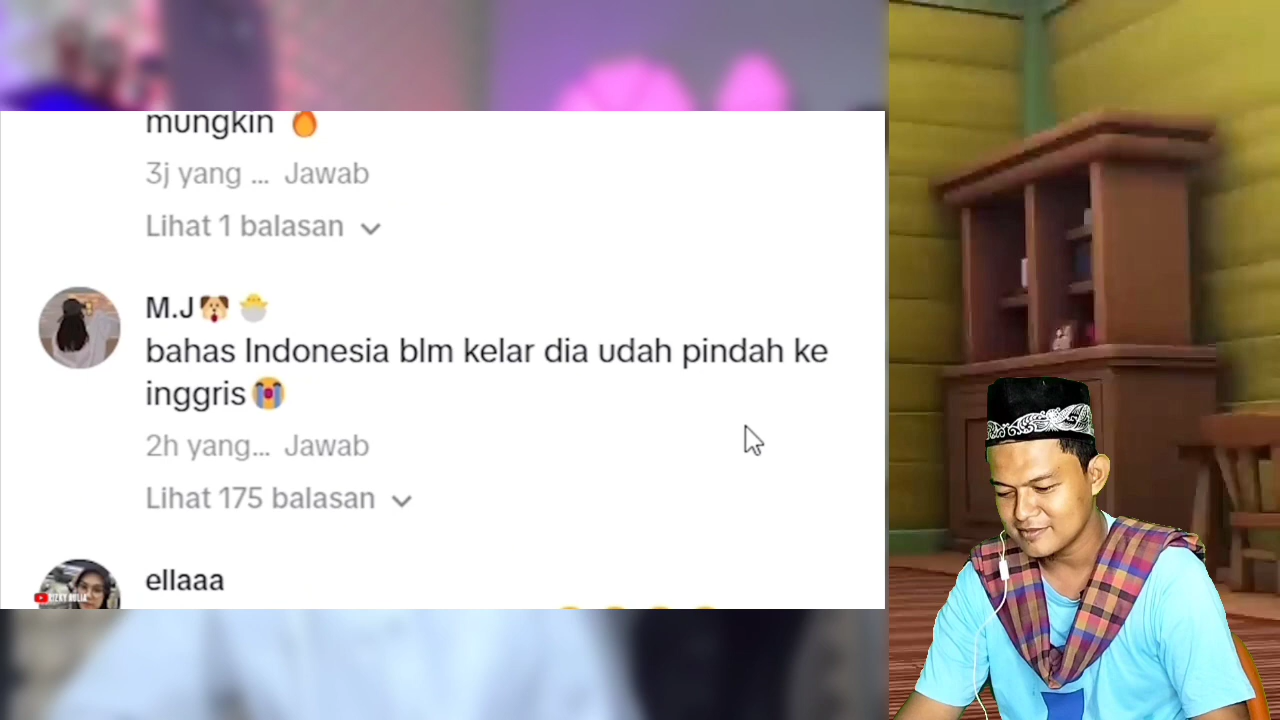 mungkin 🔥
3j yang ... Jawab
Lihat 1 balasan
M.J🐶🐣
bahas Indonesia blm kelar dia udah pindah ke
inggris😭
2h yang... Jawab
Lihat 175 balasan
ellaaa